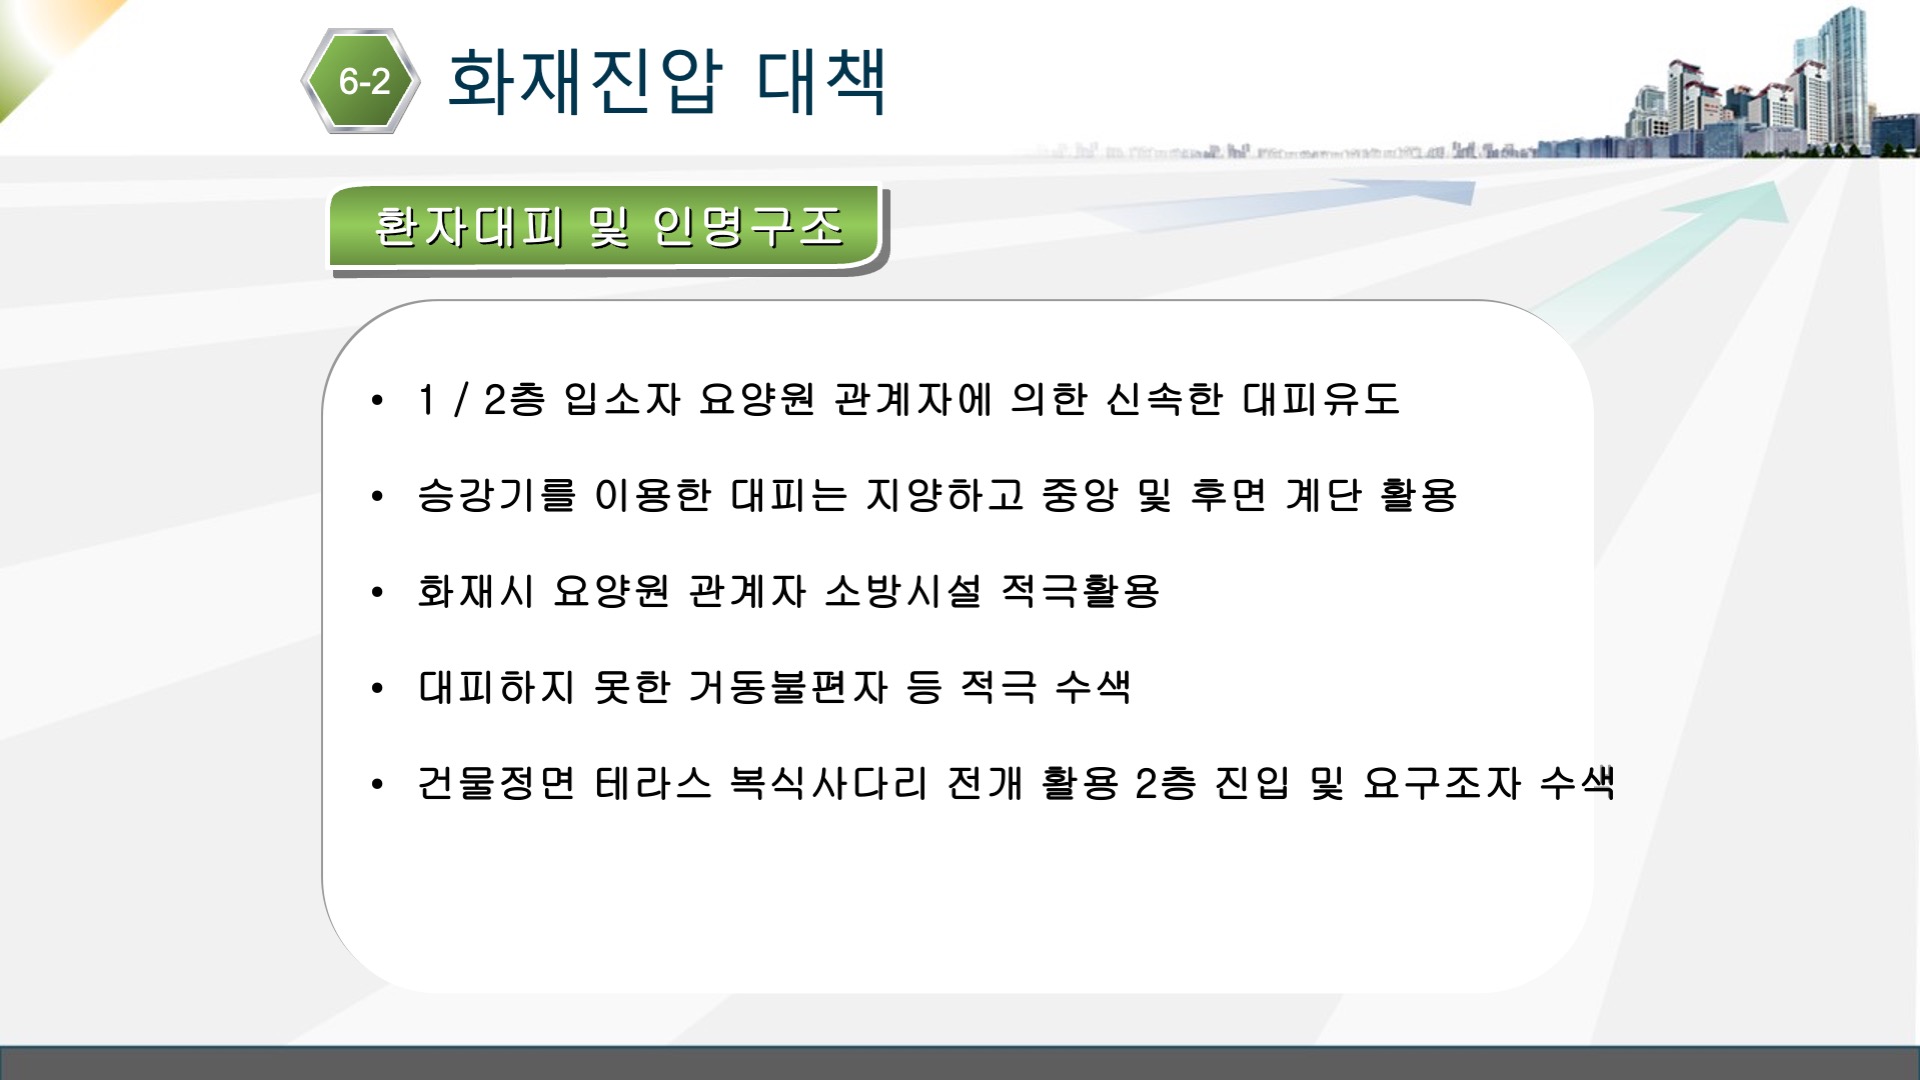 6-2 화재진압 대책
환자대피 및 인명구조
• 1 / 2층 입소자 요양원 관계자에 의한 신속한 대피유도
• 승강기를 이용한 대피는 지양하고 중앙 및 후면 계단 활용
• 화재시 요양원 관계자 소방시설 적극활용
• 대피하지 못한 거동불편자 등 적극 수색
• 건물정면 테라스 복식사다리 전개 활용 2층 진입 및 요구조자 수색